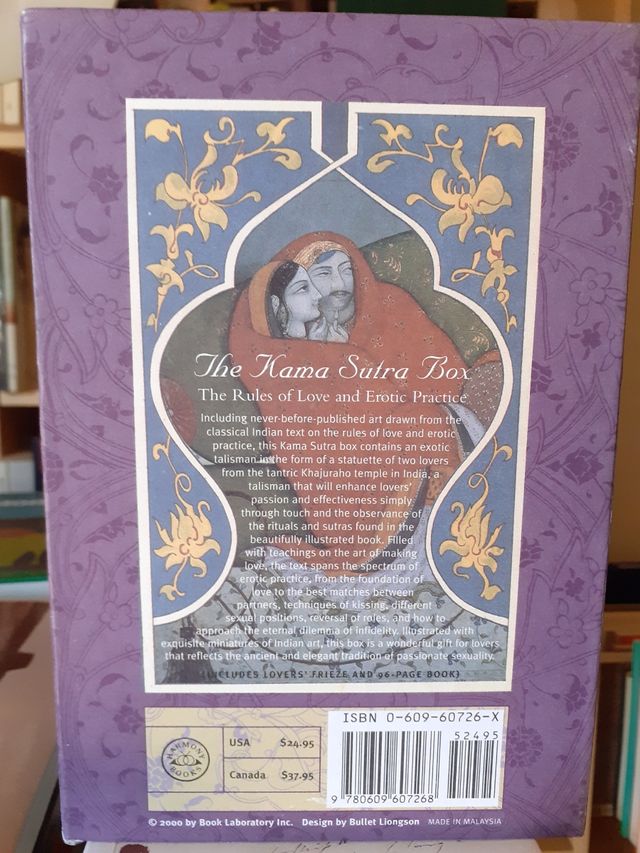 The Kama Sutra Box
The Rules of Love and Erotic Practice
Including never-before-published art drawn from the
classical Indian text on the rules of love and erotic
practice, this Kama Sutra box contains an exotic
talisman in the form of a statuette of two lovers
from the tantric Khajuraho temple in India, a
talisman that will enhance lovers'
passion and effectiveness simply
through touch and the observance of
the rituals and sutras found in the
beautifully illustrated book. Filled
with teachings on the art of making
love, the text spans the spectrum of
erotic practice, from the foundation of
love to the best matches between
partners, techniques of kissing, different
sexual positions, reversal of roles, and how to
approach the eternal dilemma of infidelity. Illustrated with
exquisite miniatures of Indian art, this box is a wonderful gift for lovers
that reflects the ancient and elegant tradition of passionate sexuality.
(INCLUDES LOVERS' FRIEZE AND 96-PAGE BOOK)
HARMONY
BOOKS
USA $24.95
Canada $37.95
ISBN 0-609-60726-X
52495
9 780609 607268
© 2000 by Book Laboratory Inc. Design by Bullet Liongson MADE IN MALAYSIA